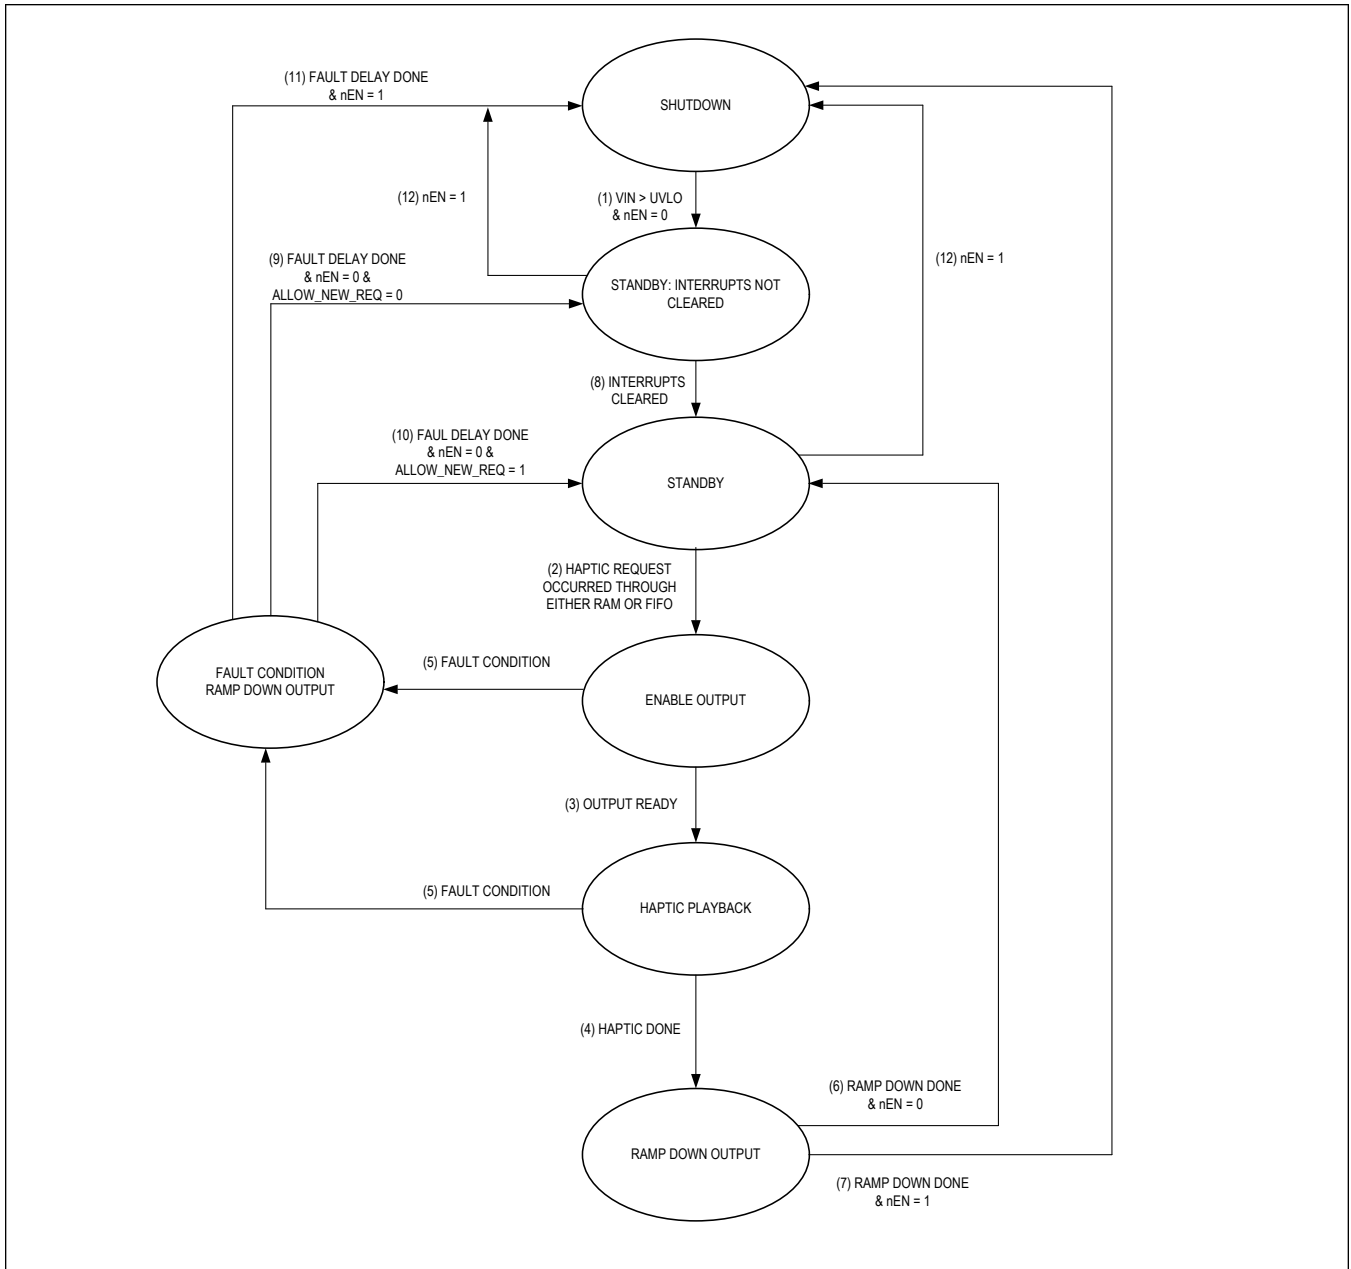 (11) FAULT DELAY DONE
& nEN = 1
SHUTDOWN
(12) nEN = 1
(1) VIN > UVLO
& nEN = 0
(12) nEN = 1
(9) FAULT DELAY DONE
& nEN = 0 &
ALLOW_NEW_REQ = 0
STANDBY: INTERRUPTS NOT
CLEARED
(8) INTERRUPTS
CLEARED
(10) FAUL DELAY DONE
& nEN = 0 &
ALLOW_NEW_REQ = 1
STANDBY
(2) HAPTIC REQUEST
OCCURRED THROUGH
EITHER RAM OR FIFO
FAULT CONDITION
RAMP DOWN OUTPUT
(5) FAULT CONDITION
ENABLE OUTPUT
(3) OUTPUT READY
(5) FAULT CONDITION
HAPTIC PLAYBACK
(4) HAPTIC DONE
(6) RAMP DOWN DONE
& nEN = 0
RAMP DOWN OUTPUT
(7) RAMP DOWN DONE
& nEN = 1